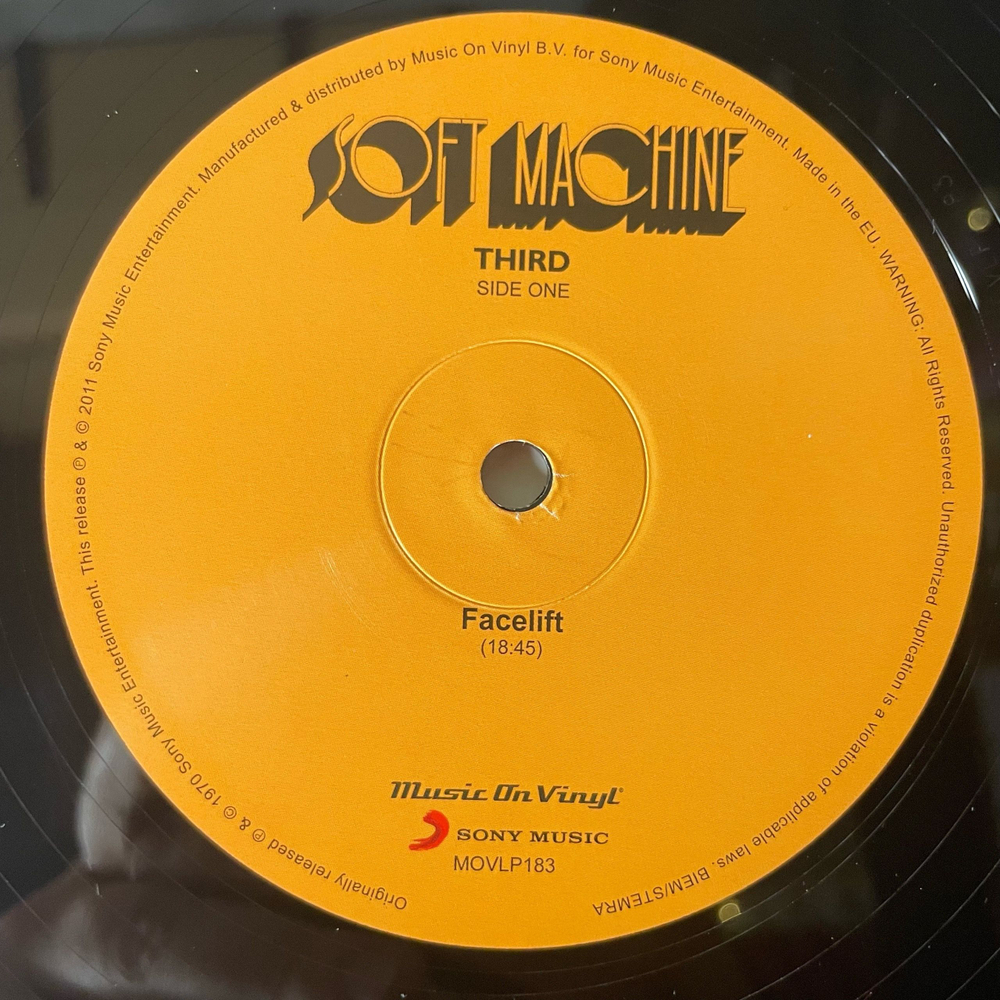 SOFT MACHINE
THIRD
SIDE ONE
Facelift
(18:45)
Music On Vinyl
SONY MUSIC
MOVLP183
Originally released ℗ & © 1970 Sony Music Entertainment. This release ℗ & © 2011 Sony Music Entertainment. Manufactured & distributed by Music On Vinyl B.V. for Sony Music Entertainment. Made in the EU. WARNING: All Rights Reserved. Unauthorized duplication is a violation of applicable laws. BIEM/STEMRA